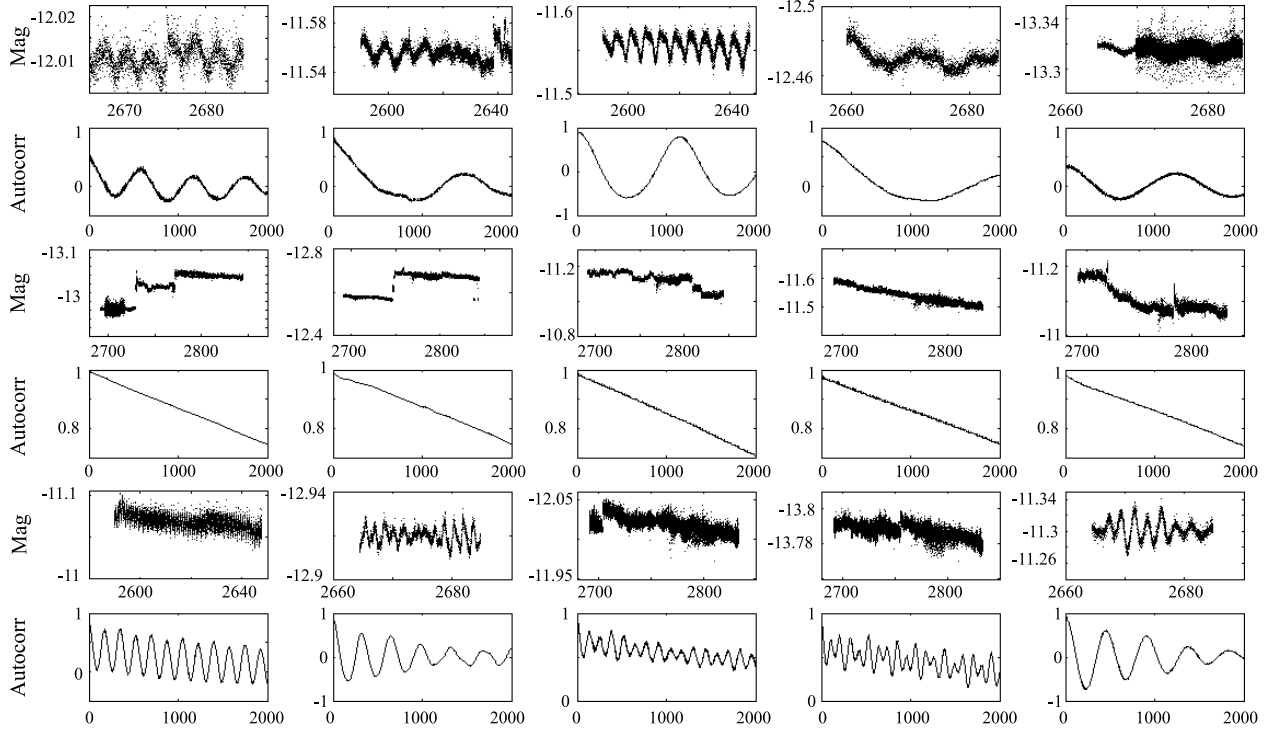 Mag -12.02 -12.01 -11.58 -11.54 -11.6 -11.5 -12.5 -12.46 -13.34 -13.3
2670 2680 2600 2620 2640 2600 2620 2640 2660 2670 2680 2660 2680
Autocorr 1 0 1 0 1 0 -1 1 0 1 0
0 1000 2000 0 1000 2000 0 1000 2000 0 1000 2000 0 1000 2000
Mag -13.1 -13 -12.8 -12.6 -12.4 -11.2 -10.8 -11.6 -11.5 -11.2 -11
2700 2800 2700 2800 2700 2800 2700 2800 2700 2800
Autocorr 1 0.8 1 0.8 1 0.8 1 0.8 1 0.8
0 1000 2000 0 1000 2000 0 1000 2000 0 1000 2000 0 1000 2000
Mag -11.1 -11 -12.94 -12.9 -12.05 -12.0 -11.95 -13.8 -13.78 -11.34 -11.3 -11.26
2600 2620 2640 2660 2680 2700 2800 2700 2800 2660 2680
Autocorr 1 0 1 0 -1 1 0 1 0 1 0 -1
0 1000 2000 0 1000 2000 0 1000 2000 0 1000 2000 0 1000 2000